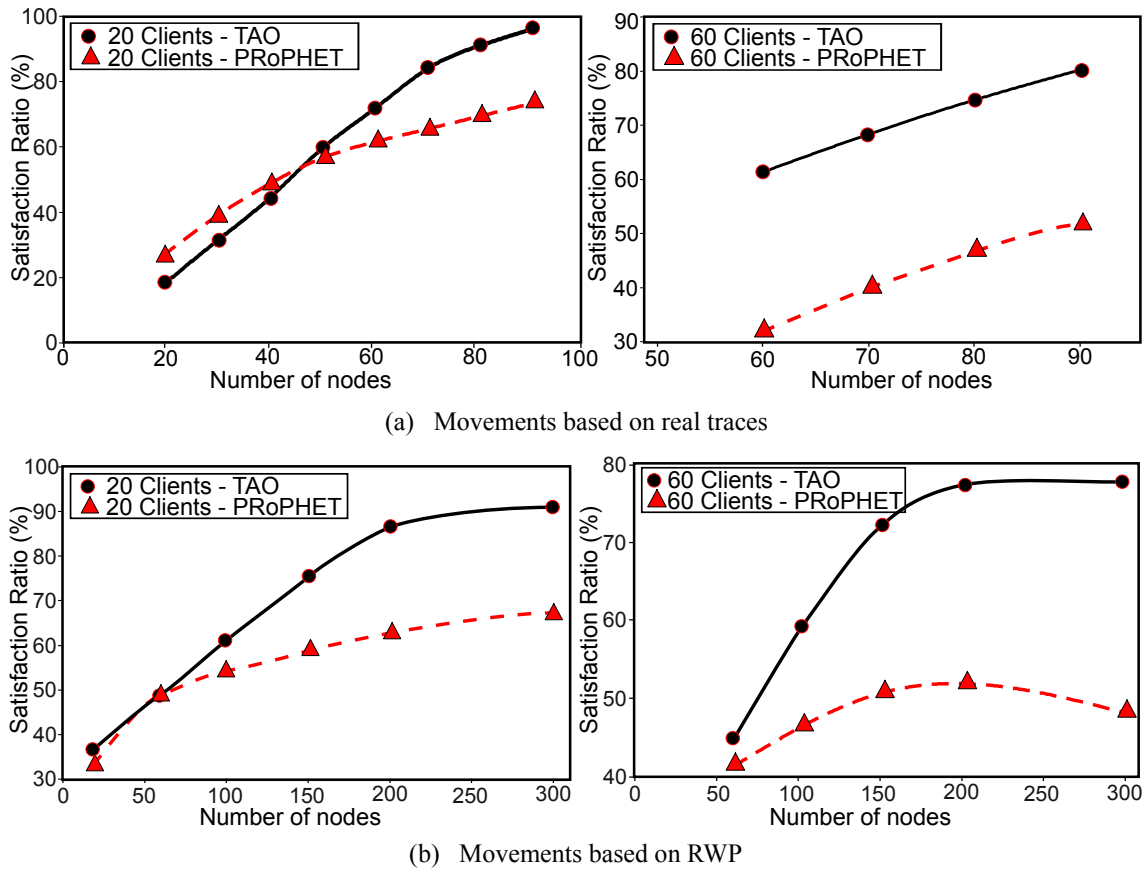 20 Clients - TAO
20 Clients - PRoPHET
Satisfaction Ratio (%)
100
80
60
40
20
0
0 20 40 60 80 100
Number of nodes
60 Clients - TAO
60 Clients - PRoPHET
Satisfaction Ratio (%)
90
80
70
60
50
40
30
50 60 70 80 90
Number of nodes
(a) Movements based on real traces
20 Clients - TAO
20 Clients - PRoPHET
Satisfaction Ratio (%)
100
90
80
70
60
50
40
30
0 50 100 150 200 250 300
Number of nodes
60 Clients - TAO
60 Clients - PRoPHET
Satisfaction Ratio (%)
80
70
60
50
40
0 50 100 150 200 250 300
Number of nodes
(b) Movements based on RWP